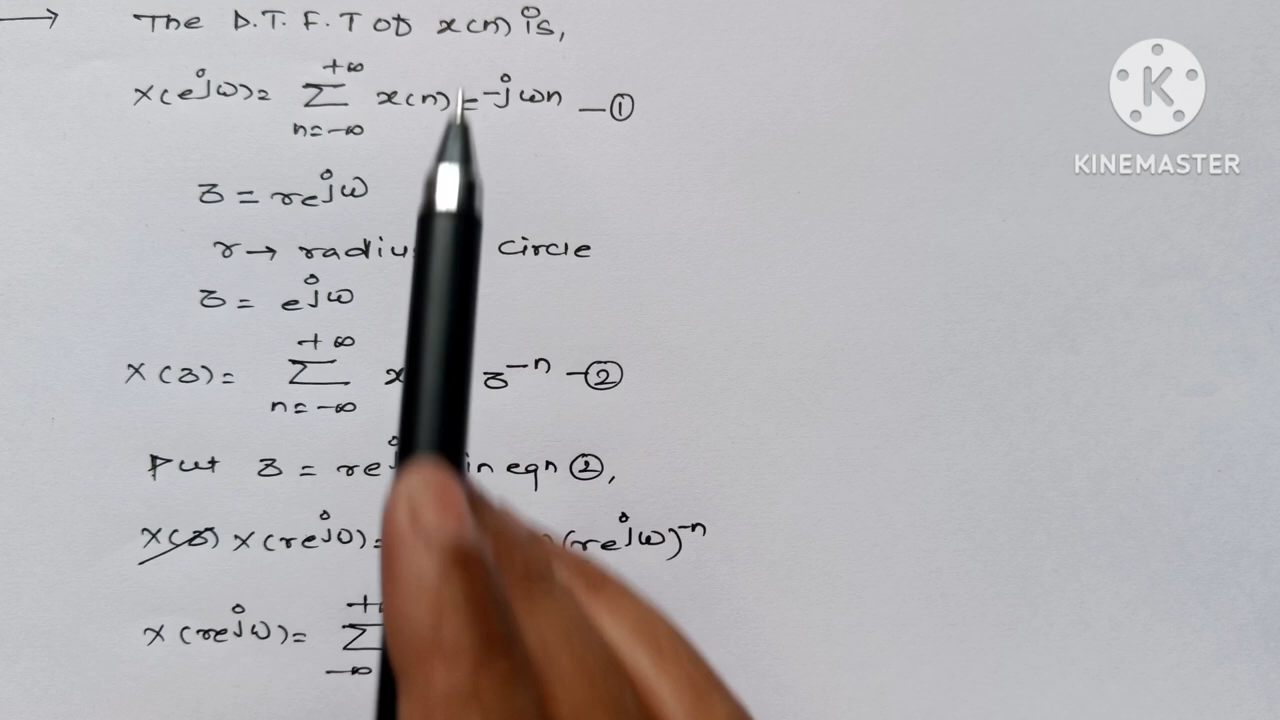 → The D.T.F.T of x(n) is,
X(e^jω) = Σ_{n=-∞}^{+∞} x(n) -jωn —①
z = re^jω
r → radiu circle
z = e^jω
X(z) = Σ_{n=-∞}^{+∞} x z^-n —②
Put z = re^j in eqn ②,
X(z) X(re^jω) = (re^jω)^-n
X(re^jω) = Σ_{-∞}
KINEMASTER